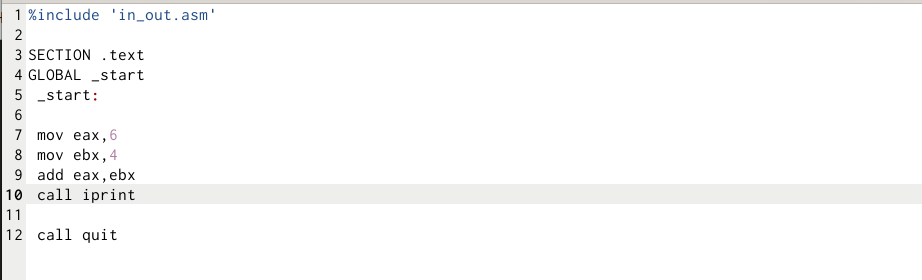 1 %include 'in_out.asm'
2
3 SECTION .text
4 GLOBAL _start
5 _start:
6
7 mov eax,6
8 mov ebx,4
9 add eax,ebx
10 call iprint
11
12 call quit